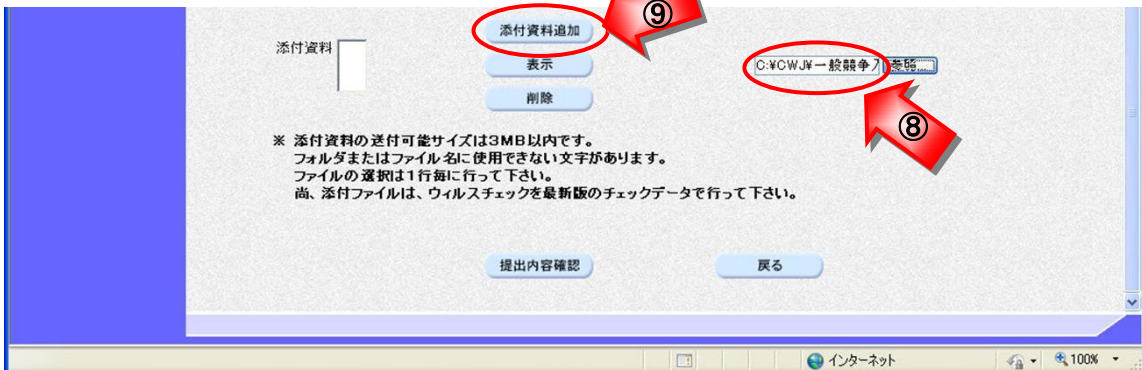 ⑨
添付資料追加
添付資料
表示
C:¥CWJ¥一般競争入
参照...
削除
⑧
※ 添付資料の送付可能サイズは3MB以内です。
フォルダまたはファイル名に使用できない文字があります。
ファイルの選択は1行毎に行って下さい。
尚、添付ファイルは、ウィルスチェックを最新版のチェックデータで行って下さい。
提出内容確認
戻る
インターネット
100%